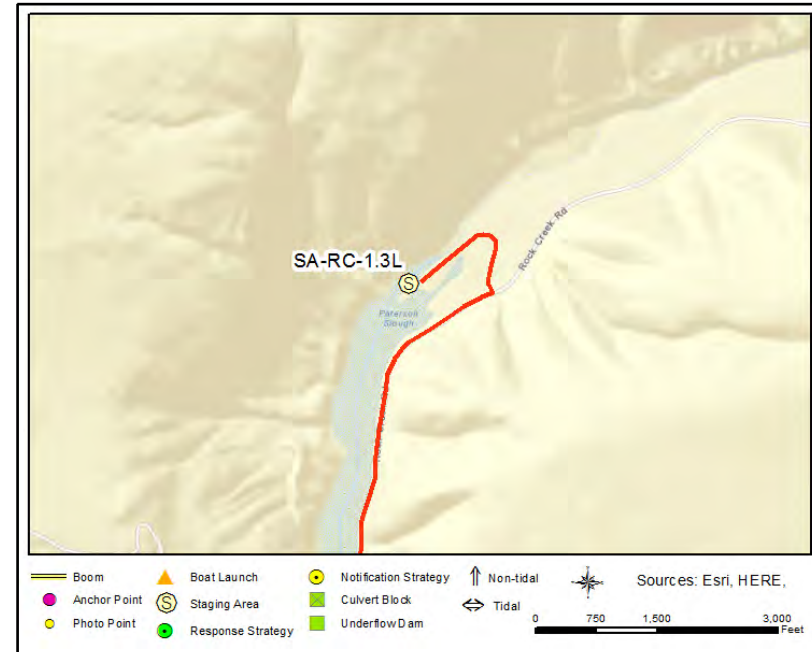 SA-RC-1.3L
S
Paterson
Slough
Rock Creek Rd
Boom
Boat Launch
Notification Strategy
Non-tidal
Sources: Esri, HERE,
Anchor Point
S
Staging Area
Culvert Block
Tidal
Photo Point
Response Strategy
Underflow Dam
0 750 1,500 3,000
Feet